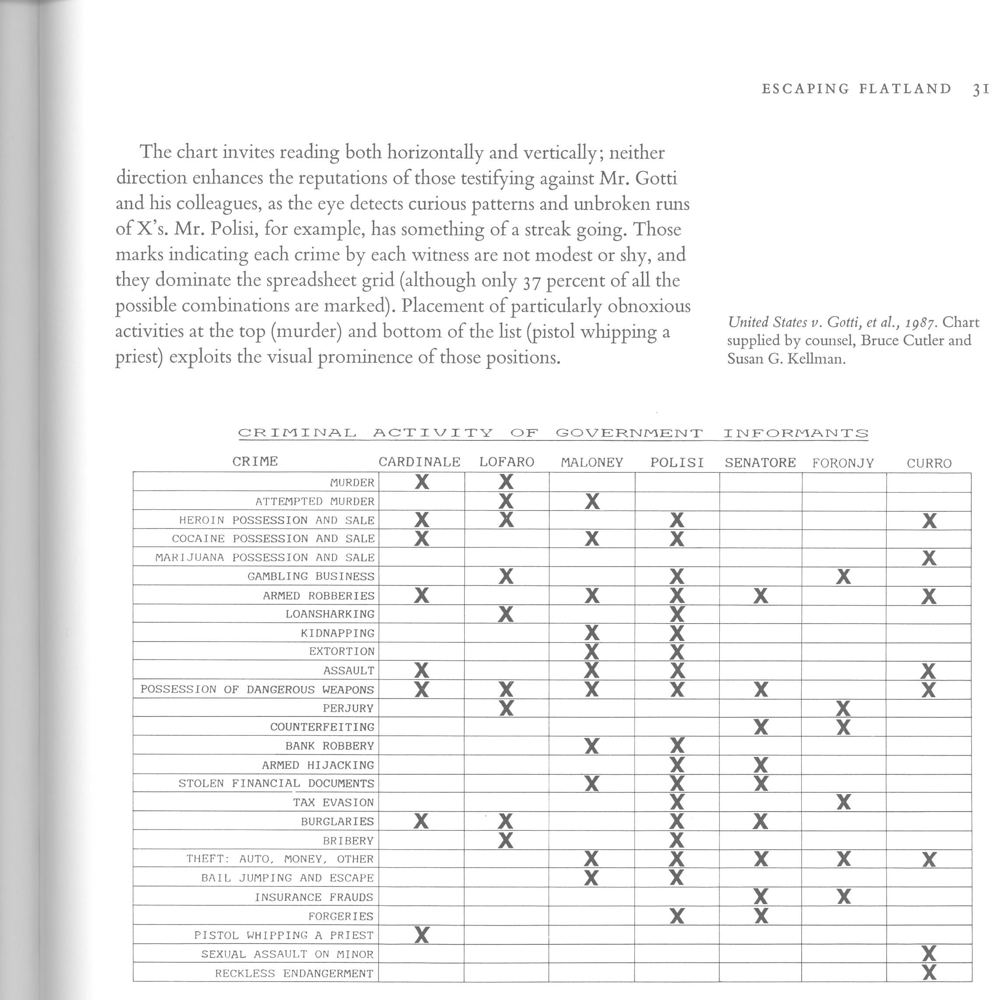 ESCAPING FLATLAND 31
The chart invites reading both horizontally and vertically; neither
direction enhances the reputations of those testifying against Mr. Gotti
and his colleagues, as the eye detects curious patterns and unbroken runs
of X's. Mr. Polisi, for example, has something of a streak going. Those
marks indicating each crime by each witness are not modest or shy, and
they dominate the spreadsheet grid (although only 37 percent of all the
possible combinations are marked). Placement of particularly obnoxious
activities at the top (murder) and bottom of the list (pistol whipping a
priest) exploits the visual prominence of those positions.
United States v. Gotti, et al., 1987. Chart
supplied by counsel, Bruce Cutler and
Susan G. Kellman.
CRIMINAL ACTIVITY OF GOVERNMENT INFORMANTS
CRIME CARDINALE LOFARO MALONEY POLISI SENATORE FORONJY CURRO
MURDER X X
ATTEMPTED MURDER X X
HEROIN POSSESSION AND SALE X X X X
COCAINE POSSESSION AND SALE X X X
MARIJUANA POSSESSION AND SALE X
GAMBLING BUSINESS X X X
ARMED ROBBERIES X X X X X
LOANSHARKING X X
KIDNAPPING X X
EXTORTION X X
ASSAULT X X X X
POSSESSION OF DANGEROUS WEAPONS X X X X X X
PERJURY X X
COUNTERFEITING X X
BANK ROBBERY X X
ARMED HIJACKING X X
STOLEN FINANCIAL DOCUMENTS X X X
TAX EVASION X X
BURGLARIES X X X X
BRIBERY X X
THEFT: AUTO, MONEY, OTHER X X X X X
BAIL JUMPING AND ESCAPE X X
INSURANCE FRAUDS X X
FORGERIES X X
PISTOL WHIPPING A PRIEST X
SEXUAL ASSAULT ON MINOR X
RECKLESS ENDANGERMENT X